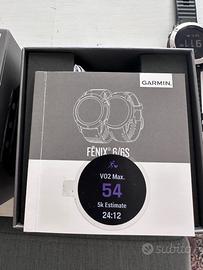 GARMIN.
FĒNIX® 6/6S
VO2 Max.
54
5k Estimate
24:12
subito